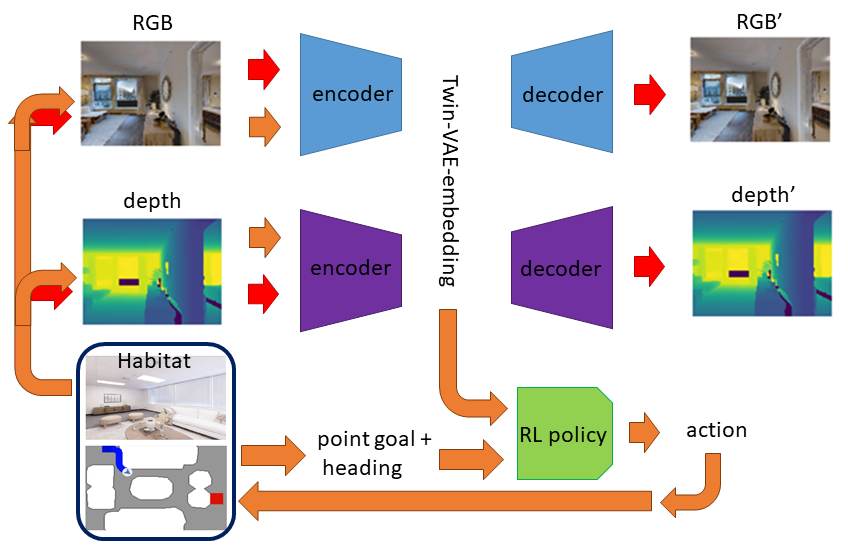 RGB
RGB’
encoder
decoder
Twin-VAE-embedding
depth
depth’
encoder
decoder
Habitat
point goal +
heading
RL policy
action